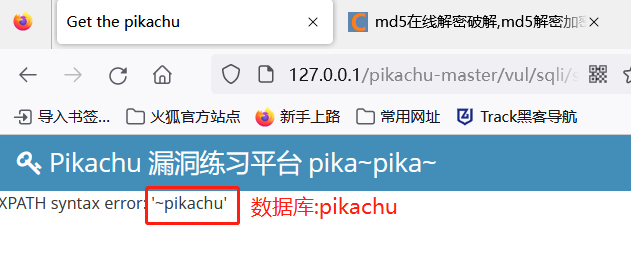 Get the pikachu
md5在线解密破解,md5解密加密
127.0.0.1/pikachu-master/vul/sqli/s
导入书签... 火狐官方站点 新手上路 常用网址 Track黑客导航
Pikachu 漏洞练习平台 pika~pika~
XPATH syntax error: '~pikachu' 数据库:pikachu